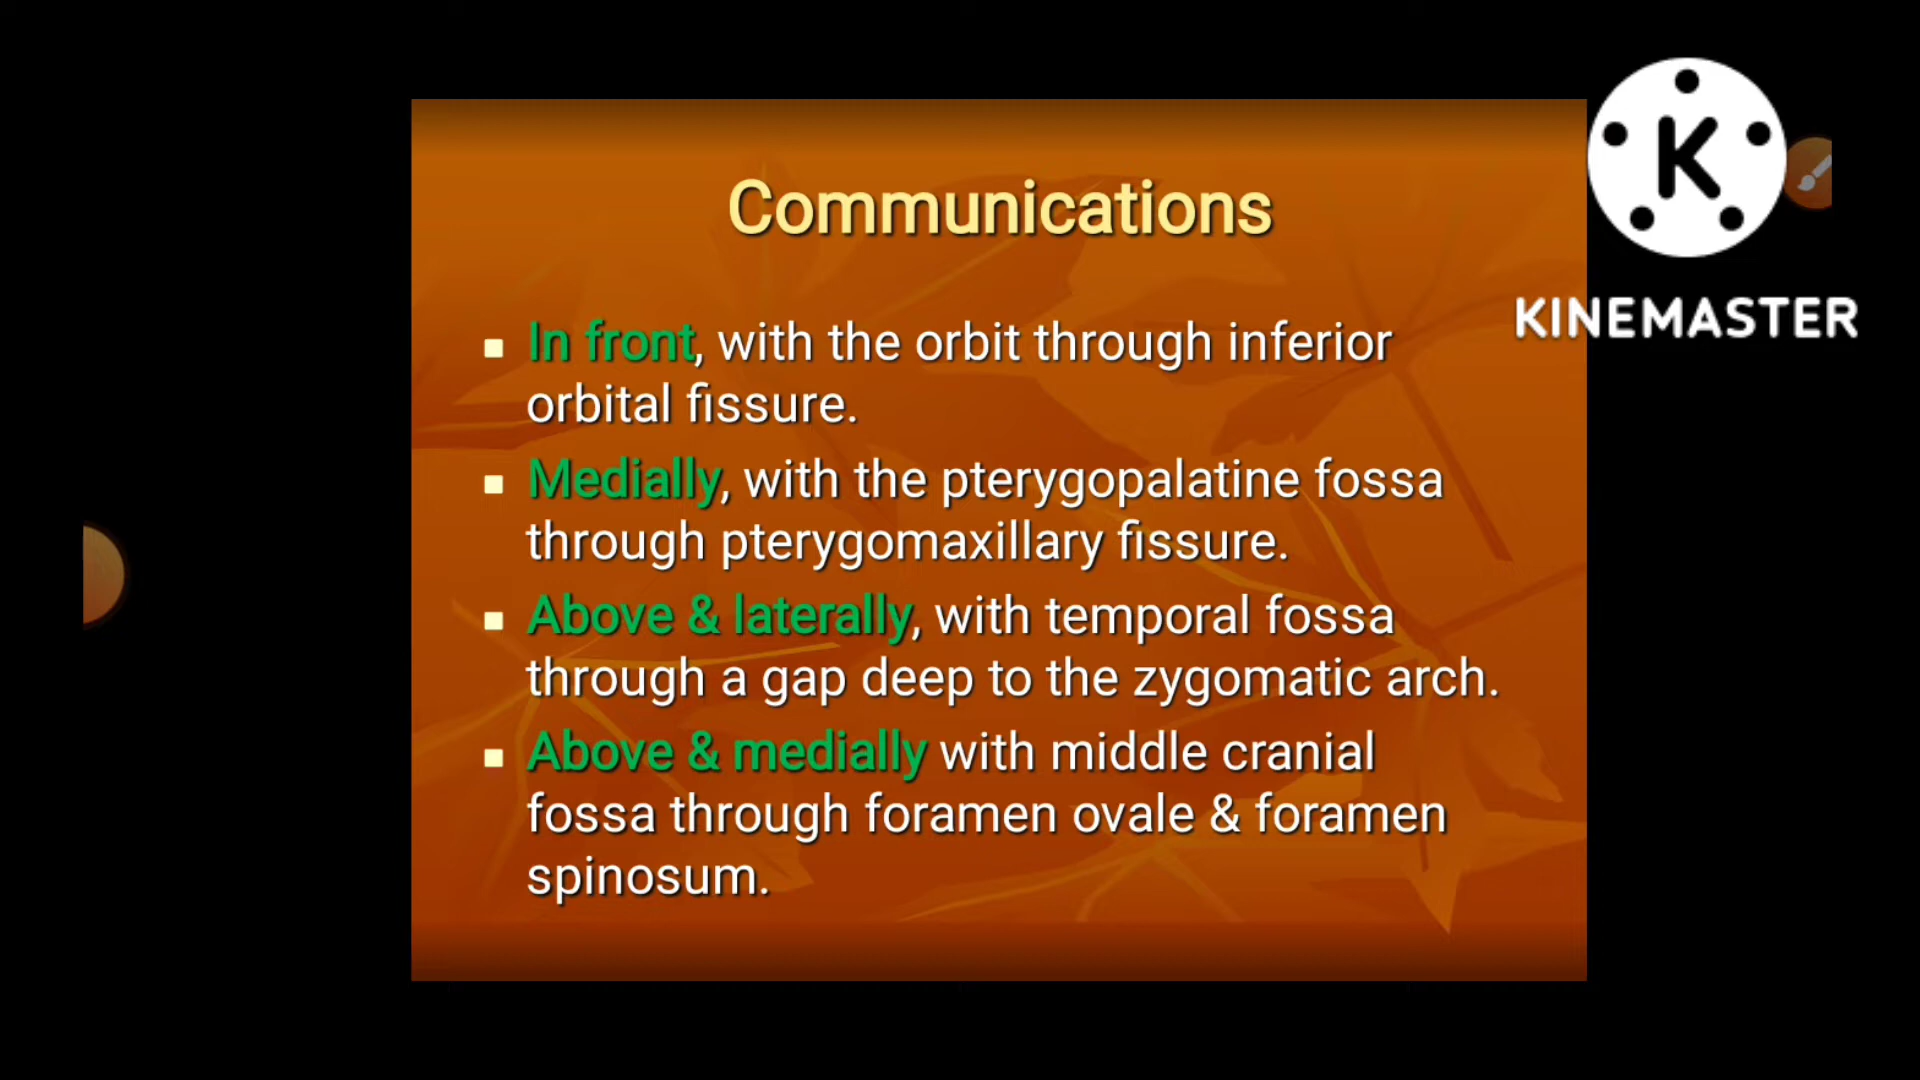 Communications
K
KINEMASTER
In front, with the orbit through inferior
orbital fissure.
Medially, with the pterygopalatine fossa
through pterygomaxillary fissure.
Above & laterally, with temporal fossa
through a gap deep to the zygomatic arch.
Above & medially with middle cranial
fossa through foramen ovale & foramen
spinosum.